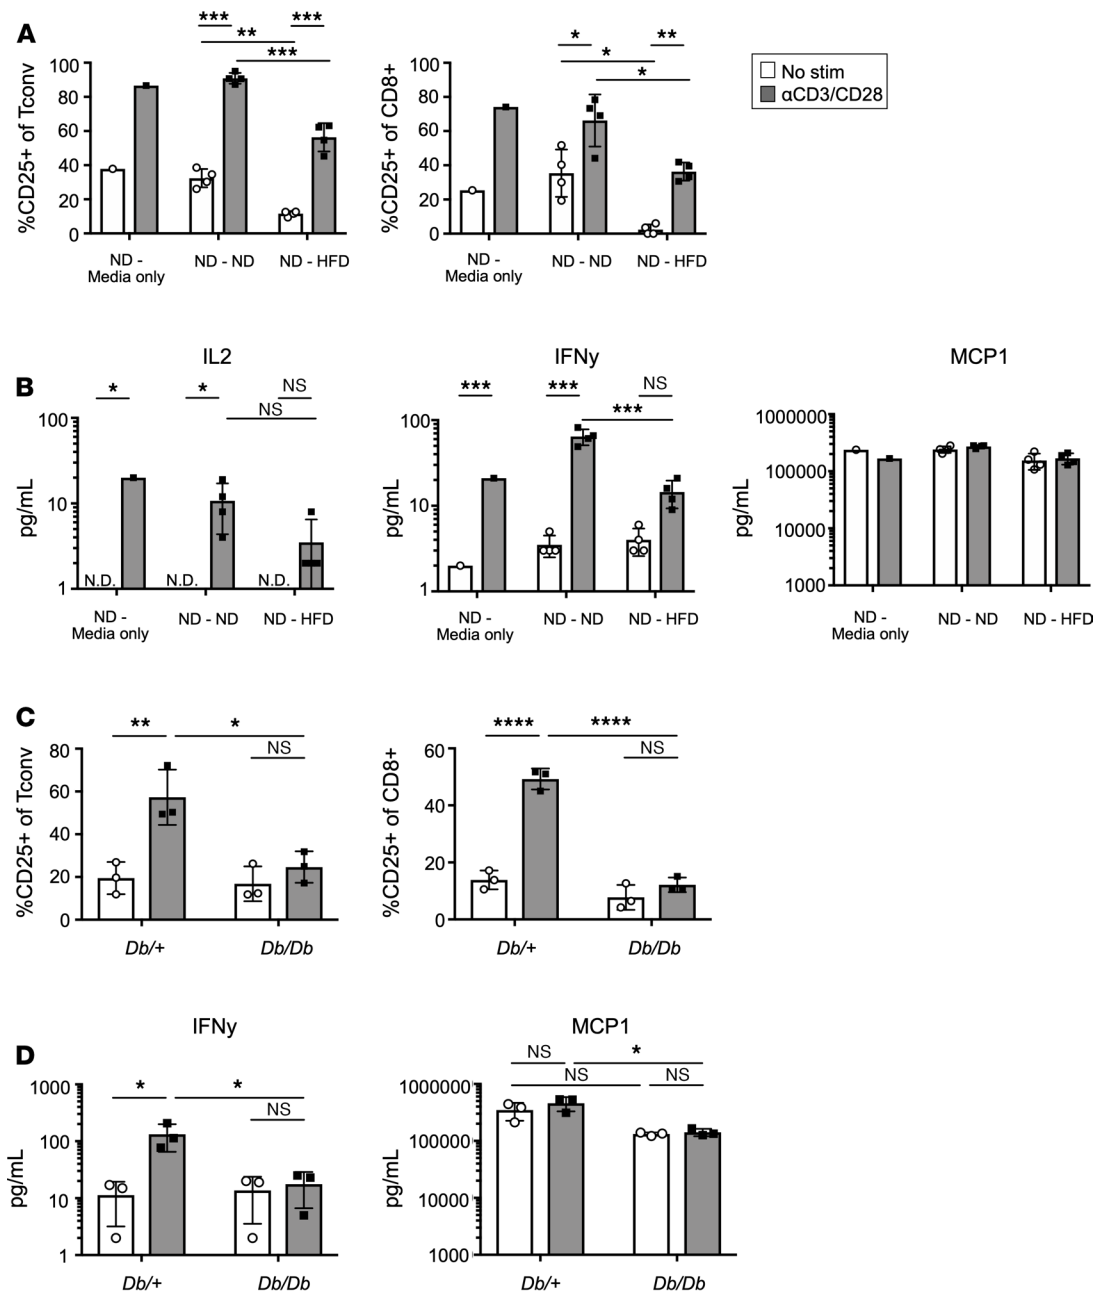 A
*** ** *** ***
%CD25+ of Tconv
100
80
60
40
20
0
ND -
Media only
ND - ND
ND - HFD
* ** * *
%CD25+ of CD8+
100
80
60
40
20
0
ND -
Media only
ND - ND
ND - HFD
No stim
αCD3/CD28
B
IL2
* * NS
NS
pg/mL
100
10
1
N.D. N.D. N.D.
ND -
Media only
ND - ND
ND - HFD
IFNy
*** *** NS
***
pg/mL
100
10
1
ND -
Media only
ND - ND
ND - HFD
MCP1
pg/mL
1000000
100000
10000
1000
ND -
Media only
ND - ND
ND - HFD
C
** *
NS
%CD25+ of Tconv
80
60
40
20
0
Db/+
Db/Db
**** ****
NS
%CD25+ of CD8+
60
40
20
0
Db/+
Db/Db
D
IFNy
* *
NS
pg/mL
1000
100
10
1
Db/+
Db/Db
MCP1
NS *
NS NS
pg/mL
1000000
100000
10000
1000
Db/+
Db/Db